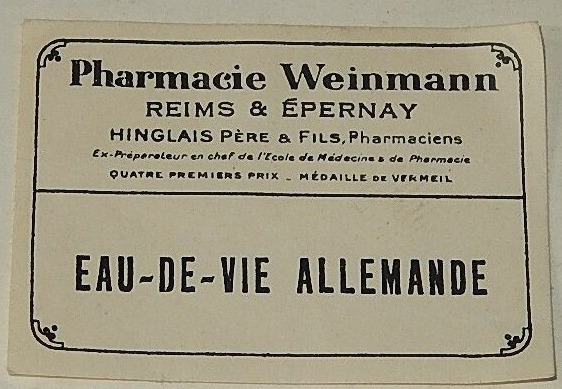 Pharmacie Weinmann
REIMS & ÉPERNAY
HINGLAIS PÈRE & FILS, Pharmaciens
Ex-Préparateur en chef de l'Ecole de Médecine & de Pharmacie
QUATRE PREMIERS PRIX - MÉDAILLE DE VERMEIL
EAU-DE-VIE ALLEMANDE